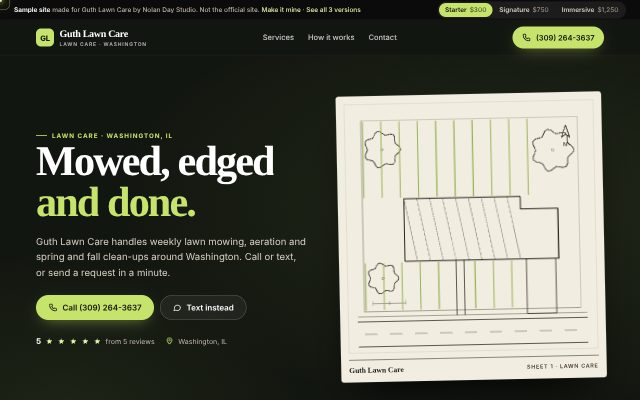 Sample site made for Guth Lawn Care by Nolan Day Studio. Not the official site. Make it mine · See all 3 versions
Starter $300 Signature $750 Immersive $1,250
GL Guth Lawn Care
LAWN CARE · WASHINGTON
Services How it works Contact
(309) 264-3637
LAWN CARE · WASHINGTON, IL
Mowed, edged
and done.
Guth Lawn Care handles weekly lawn mowing, aeration and
spring and fall clean-ups around Washington. Call or text,
or send a request in a minute.
Call (309) 264-3637 Text instead
5 ★ ★ ★ ★ ★ from 5 reviews Washington, IL
N
Guth Lawn Care SHEET 1 · LAWN CARE